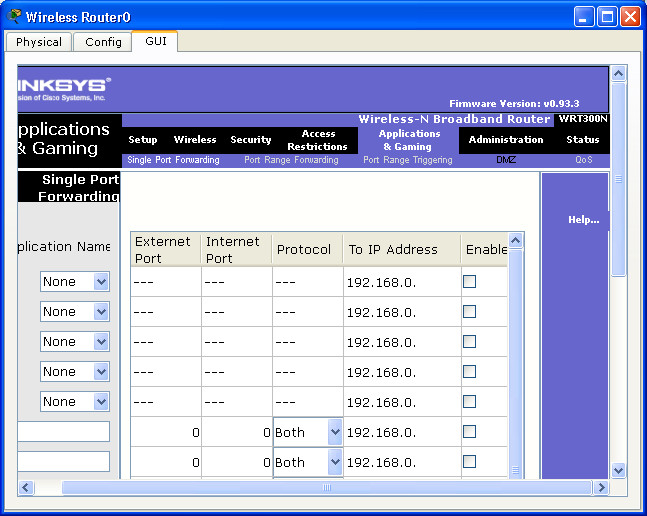 Wireless Router0
Physical Config GUI
INKSYS®
sion of Cisco Systems, Inc.
Firmware Version: v0.93.3
Wireless-N Broadband Router WRT300N
pplications & Gaming
Setup Wireless Security Access Restrictions Applications & Gaming Administration Status
Single Port Forwarding Port Range Forwarding Port Range Triggering DMZ QoS
Single Port Forwarding
Help...
plication Name
Externet Port Internet Port Protocol To IP Address Enable
None --- --- --- 192.168.0.
None --- --- --- 192.168.0.
None --- --- --- 192.168.0.
None --- --- --- 192.168.0.
None --- --- --- 192.168.0.
0 0 Both 192.168.0.
0 0 Both 192.168.0.